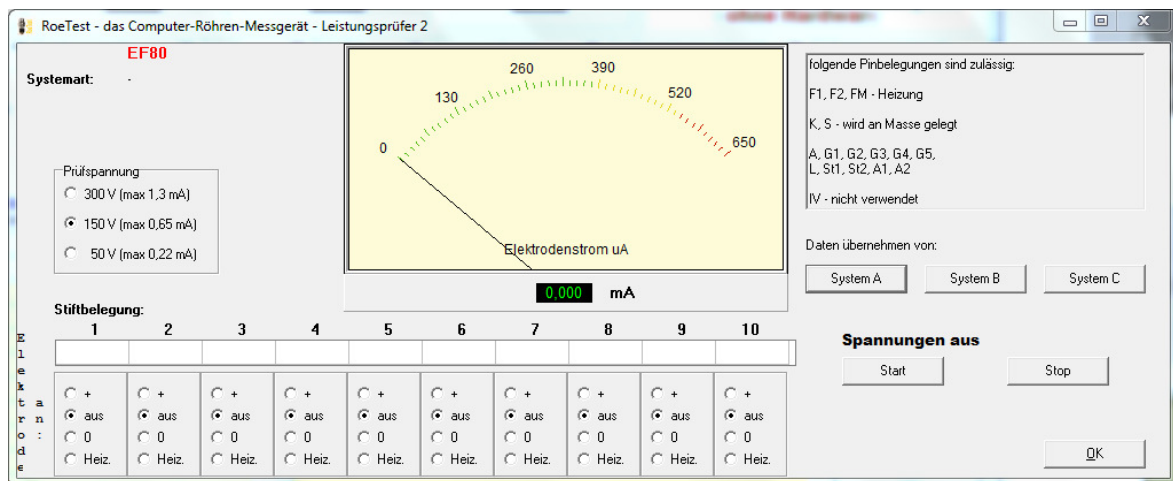 ohne Hardwar
RoeTest - das Computer-Röhren-Messgerät - Leistungsprüfer 2
EF80
Systemart: -
Prüfspannung
300 V (max 1,3 mA)
150 V (max 0,65 mA)
50 V (max 0,22 mA)
0 130 260 390 520 650
Elektrodenstrom uA
0,000 mA
folgende Pinbelegungen sind zulässig:
F1, F2, FM - Heizung
K, S - wird an Masse gelegt
A, G1, G2, G3, G4, G5,
L, St1, St2, A1, A2
IV - nicht verwendet
Daten übernehmen von:
System A System B System C
Stiftbelegung:
1 2 3 4 5 6 7 8 9 10
Elektrode
an:
+ + + + + + + + + +
aus aus aus aus aus aus aus aus aus aus
0 0 0 0 0 0 0 0 0 0
Heiz. Heiz. Heiz. Heiz. Heiz. Heiz. Heiz. Heiz. Heiz. Heiz.
Spannungen aus
Start Stop
OK